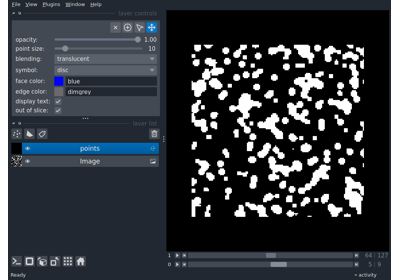 File View Plugins Window Help
layer controls
opacity: 1.00
point size: 10
blending: translucent
symbol: disc
face color: blue
edge color: dimgrey
display text:
out of slice:
layer list
points
Image
1 64 127
0 5 9
Ready activity